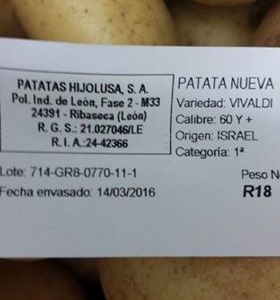 PATATAS HIJOLUSA, S. A.
Pol. Ind. de León, Fase 2 - M33
24391 - Ribaseca (León)
R. G. S.: 21.027046/LE
R. I. A.:24-42366
PATATA NUEVA
Variedad: VIVALDI
Calibre: 60 Y +
Origen: ISRAEL
Categoría: 1ª
Lote: 714-GR8-0770-11-1
Fecha envasado: 14/03/2016
Peso N
R18